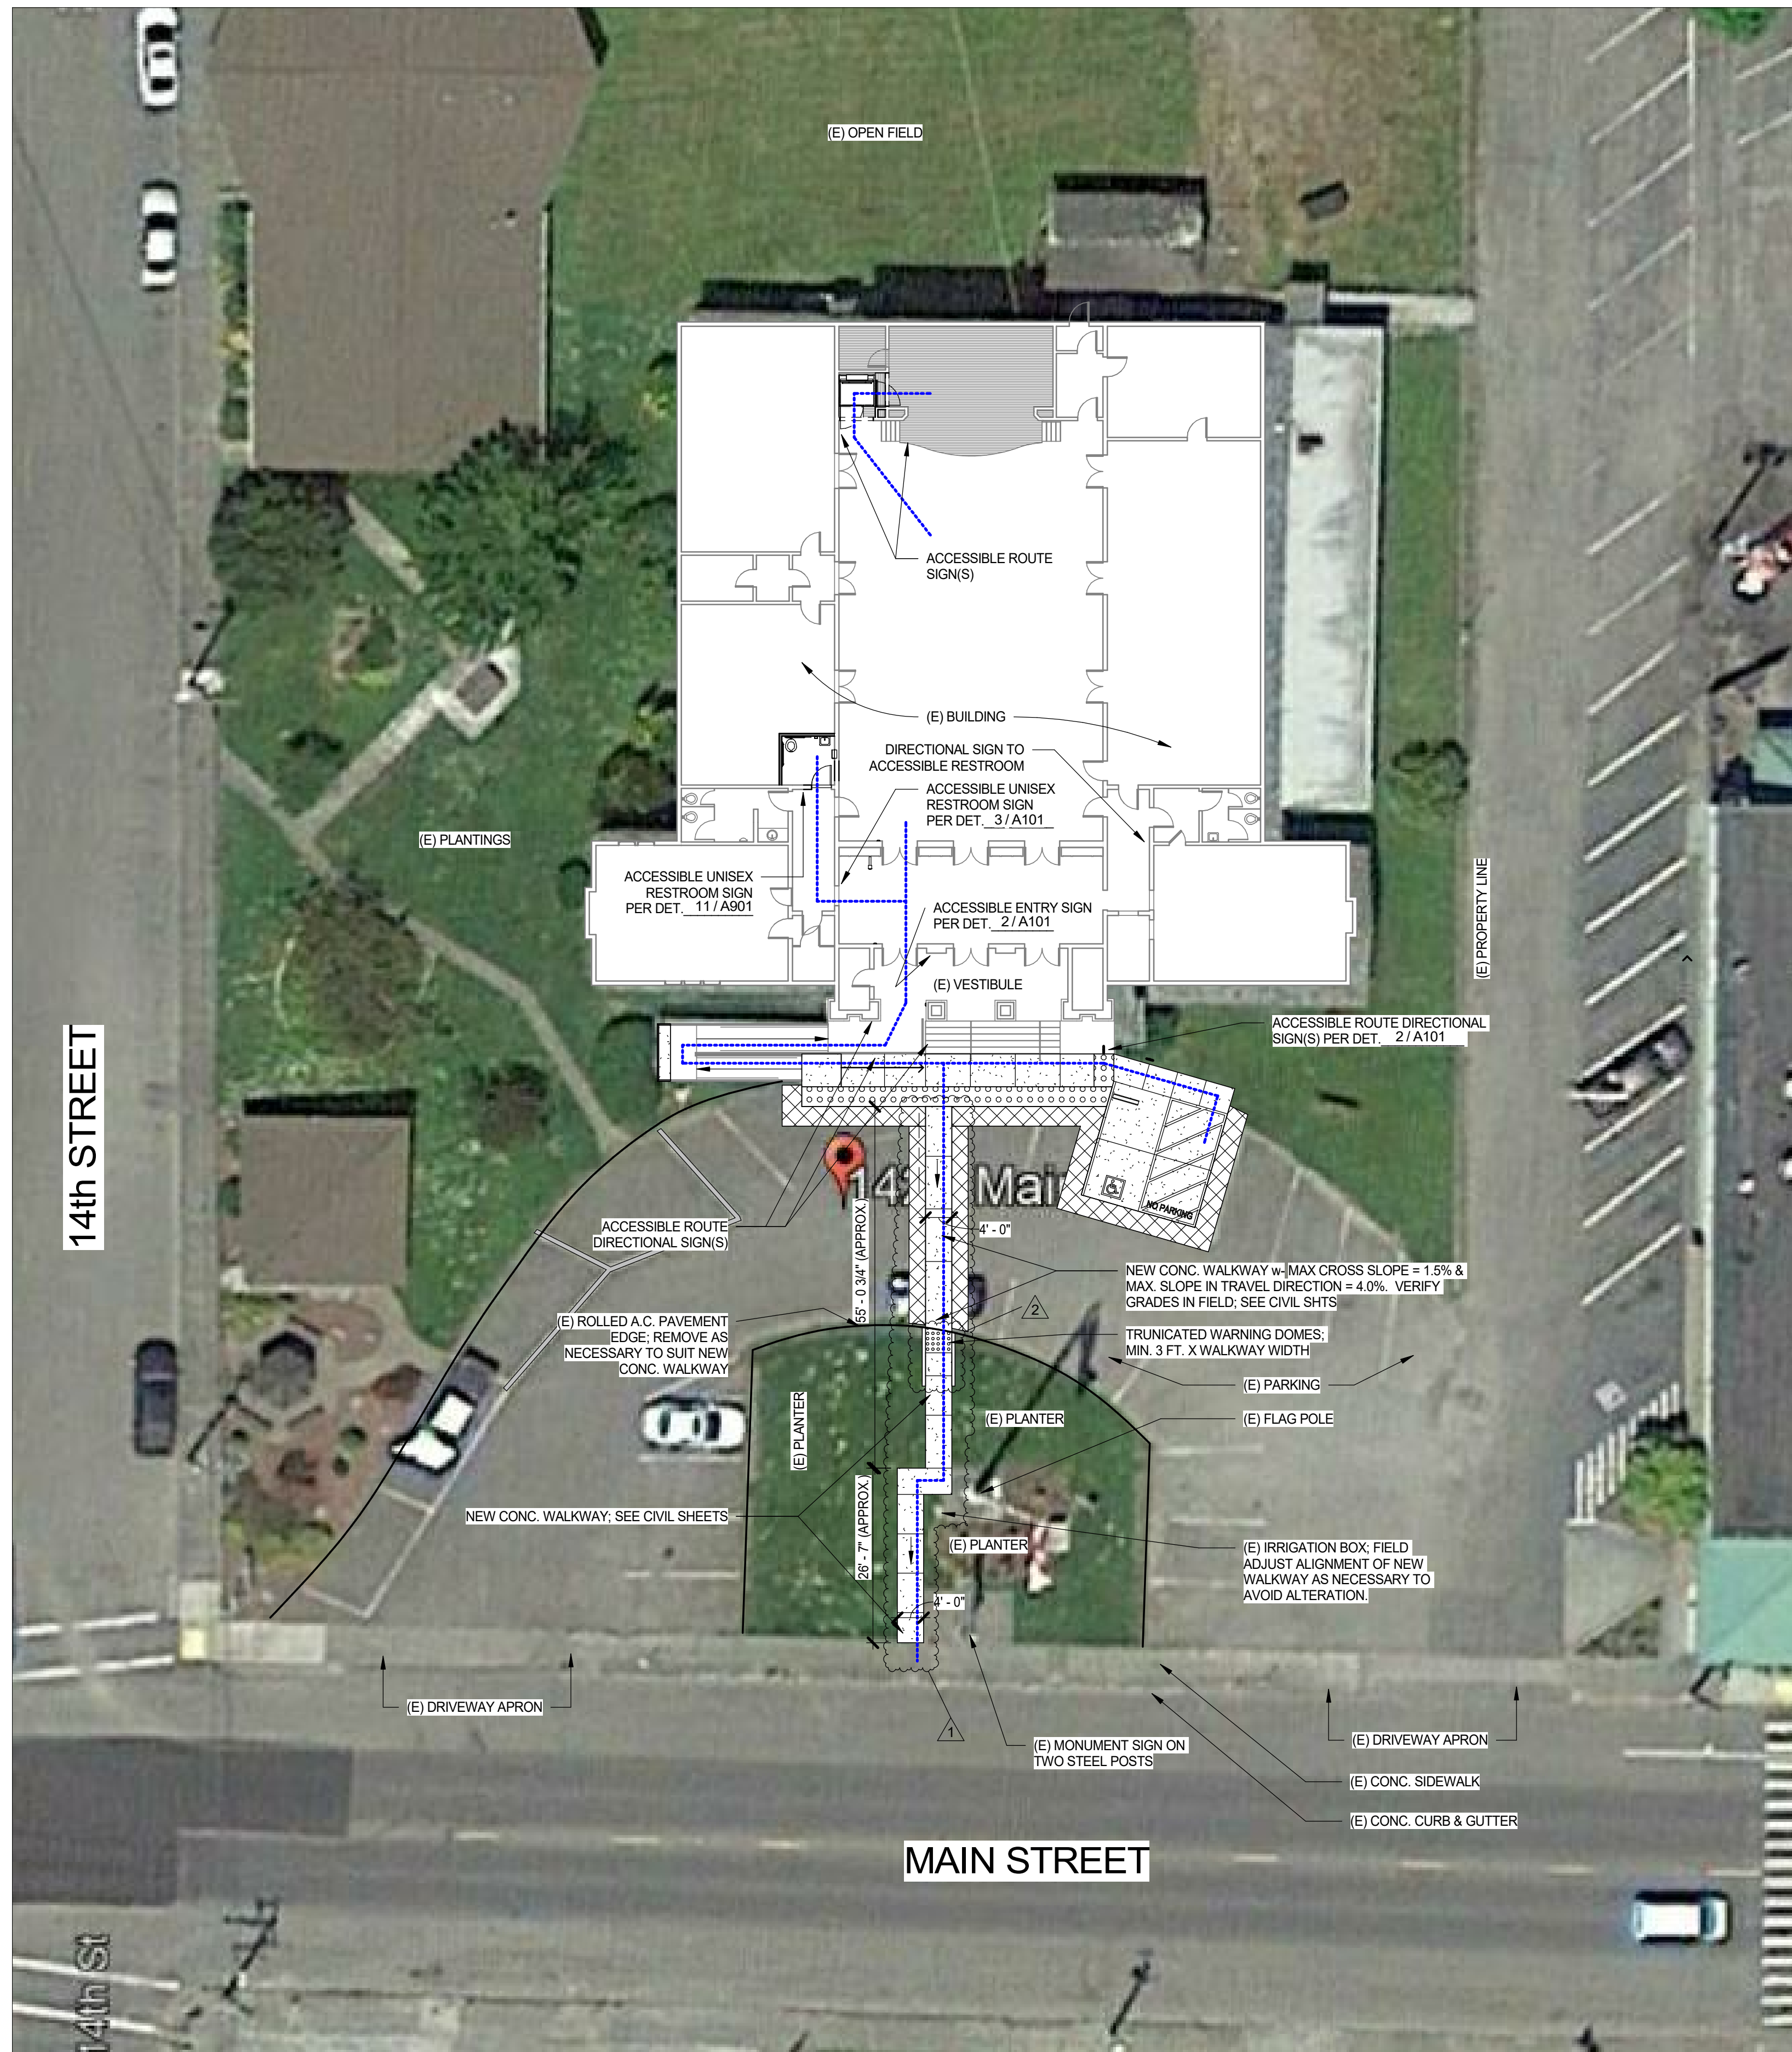 (E) OPEN FIELD
ACCESSIBLE ROUTE
SIGN(S)
(E) BUILDING
DIRECTIONAL SIGN TO
ACCESSIBLE RESTROOM
ACCESSIBLE UNISEX
RESTROOM SIGN
PER DET. 3 / A101
(E) PLANTINGS
ACCESSIBLE UNISEX
RESTROOM SIGN
PER DET. 11 / A901
ACCESSIBLE ENTRY SIGN
PER DET. 2 / A101
(E) VESTIBULE
(E) PROPERTY LINE
ACCESSIBLE ROUTE DIRECTIONAL
SIGN(S) PER DET. 2 / A101
14th STREET
NO PARKING
ACCESSIBLE ROUTE
DIRECTIONAL SIGN(S)
55' - 0 3/4" (APPROX.)
4' - 0"
NEW CONC. WALKWAY w- MAX CROSS SLOPE = 1.5% &
MAX. SLOPE IN TRAVEL DIRECTION = 4.0%. VERIFY
GRADES IN FIELD; SEE CIVIL SHTS
2
(E) ROLLED A.C. PAVEMENT
EDGE; REMOVE AS
NECESSARY TO SUIT NEW
CONC. WALKWAY
TRUNICATED WARNING DOMES;
MIN. 3 FT. X WALKWAY WIDTH
(E) PARKING
(E) PLANTER
(E) PLANTER
(E) FLAG POLE
NEW CONC. WALKWAY; SEE CIVIL SHEETS
26' - 7" (APPROX.)
(E) PLANTER
(E) IRRIGATION BOX; FIELD
ADJUST ALIGNMENT OF NEW
WALKWAY AS NECESSARY TO
AVOID ALTERATION.
4' - 0"
(E) DRIVEWAY APRON
1
(E) MONUMENT SIGN ON
TWO STEEL POSTS
(E) DRIVEWAY APRON
(E) CONC. SIDEWALK
(E) CONC. CURB & GUTTER
MAIN STREET
14th St